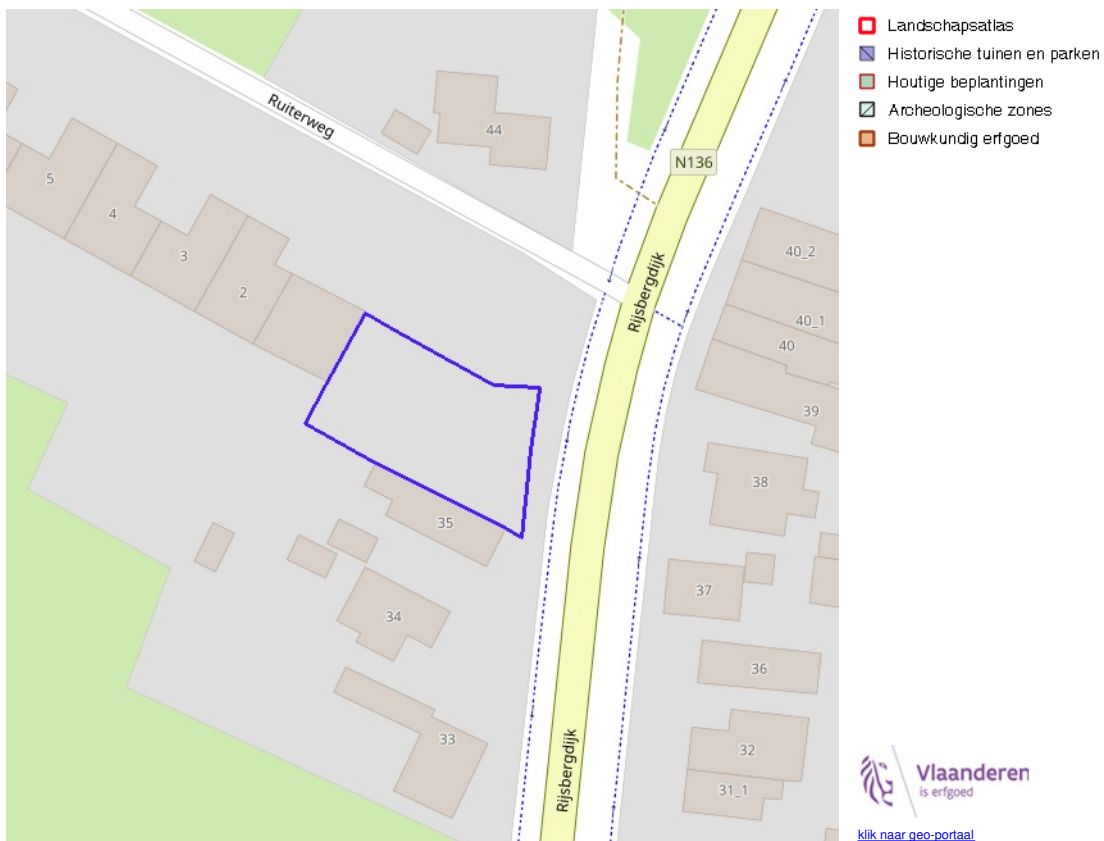 Ruiterweg
44
N136
5
4
3
2
Rijsbergdijk
40_2
40_1
40
39
38
35
37
34
36
33
32
31_1
Rijsbergdijk
Landschapsatlas
Historische tuinen en parken
Houtige beplantingen
Archeologische zones
Bouwkundig erfgoed
Vlaanderen
is erfgoed
klik naar geo-portaal